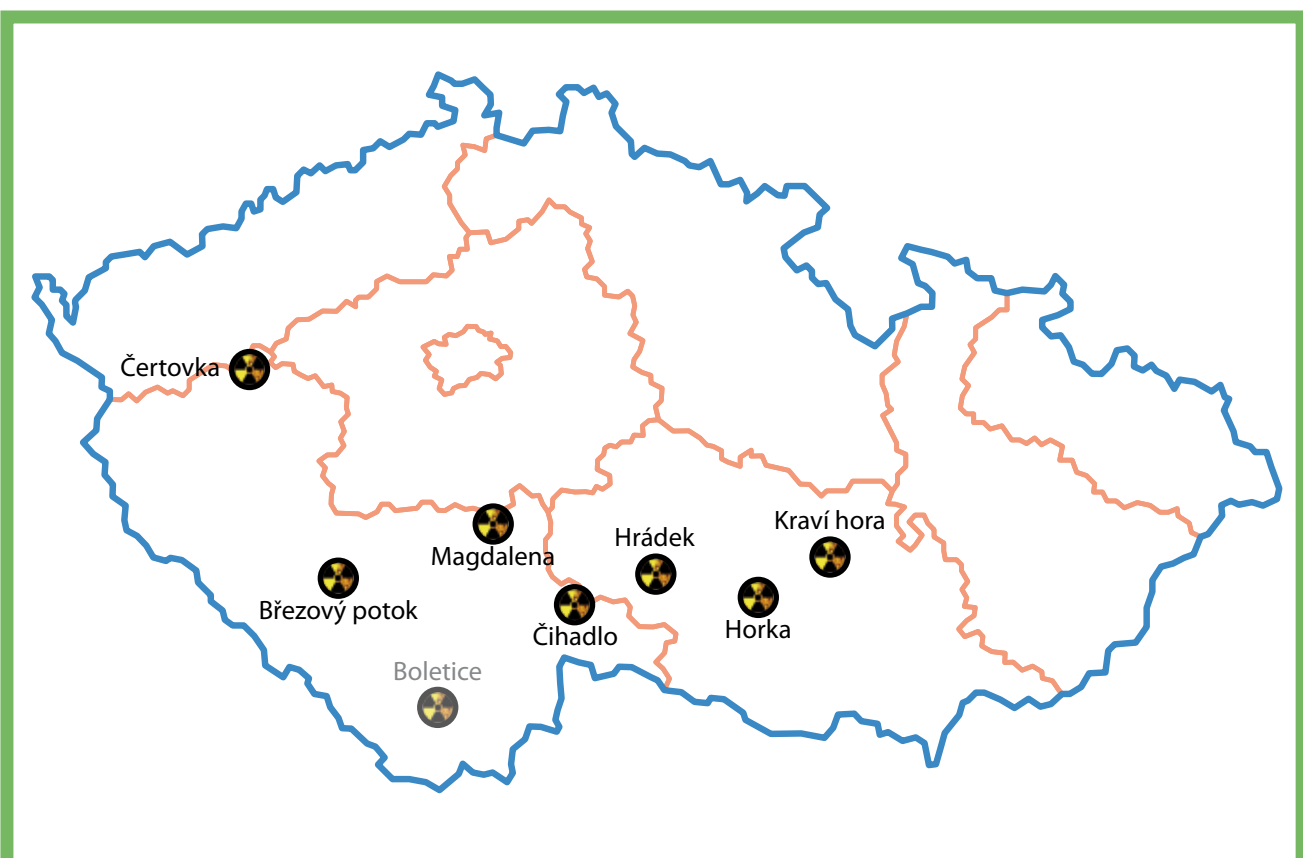 Čertovka
Kraví hora
Hrádek
Magdalena
Březový potok
Horka
Čihadlo
Boletice